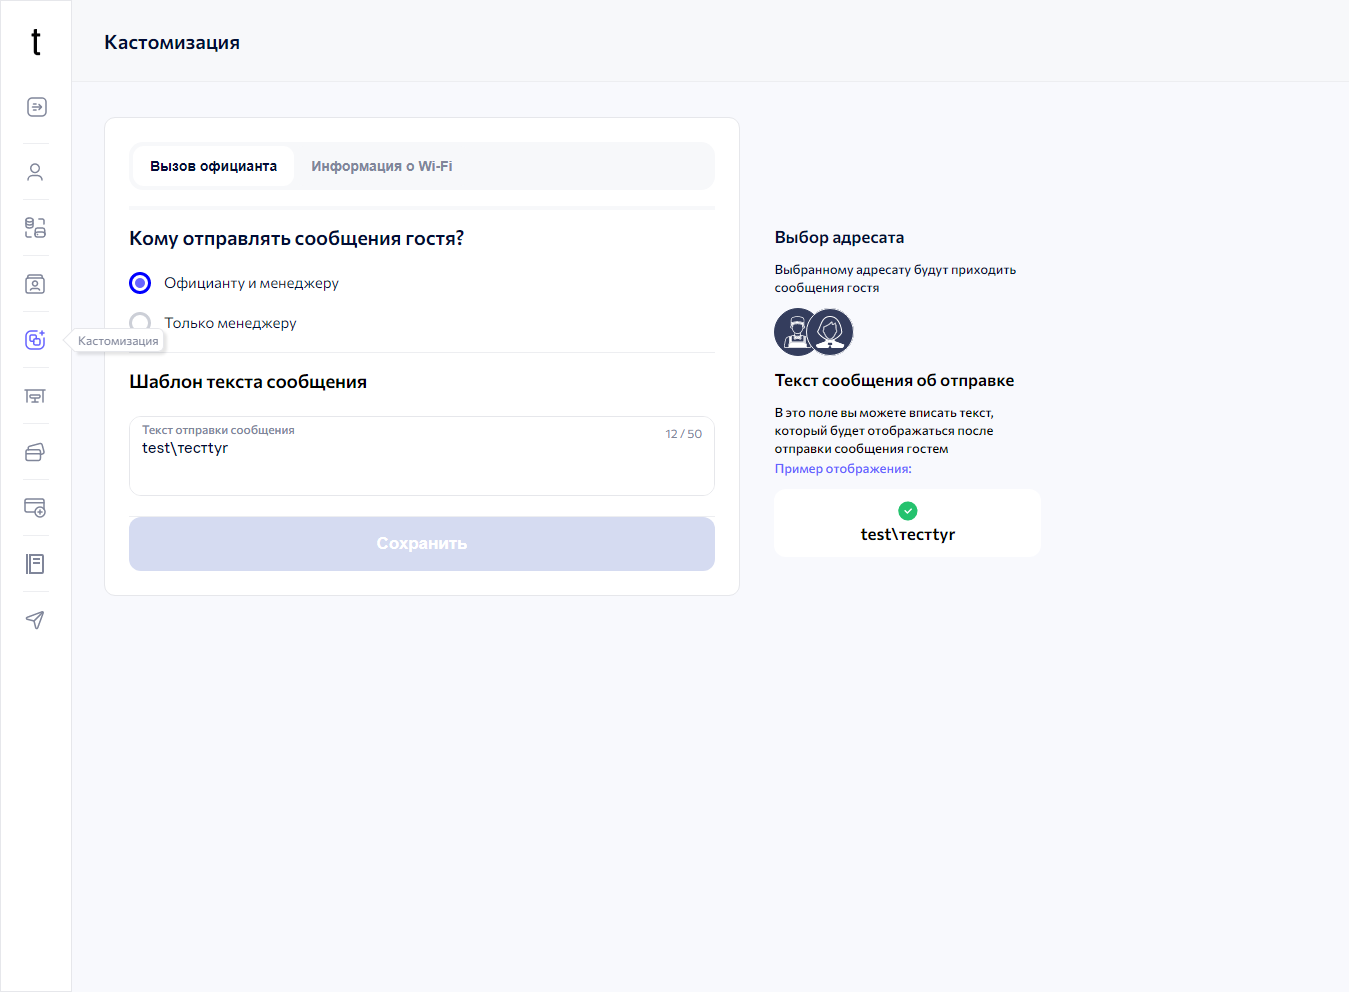 t
Кастомизация
Вызов официанта
Информация о Wi-Fi
Кому отправлять сообщения гостя?
Официанту и менеджеру
Только менеджеру
Кастомизация
Шаблон текста сообщения
Текст отправки сообщения
12 / 50
test\тестtyr
Сохранить
Выбор адресата
Выбранному адресату будут приходить
сообщения гостя
Текст сообщения об отправке
В это поле вы можете вписать текст,
который будет отображаться после
отправки сообщения гостем
Пример отображения:
test\тестtyr